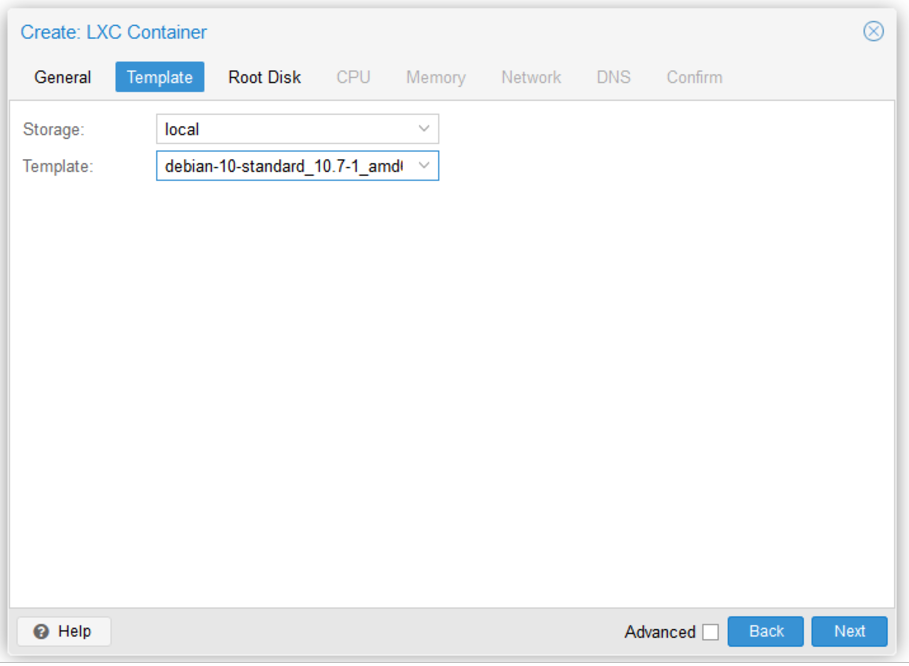 Create: LXC Container
General Template Root Disk CPU Memory Network DNS Confirm
Storage: local
Template: debian-10-standard_10.7-1_amd
Help Advanced Back Next